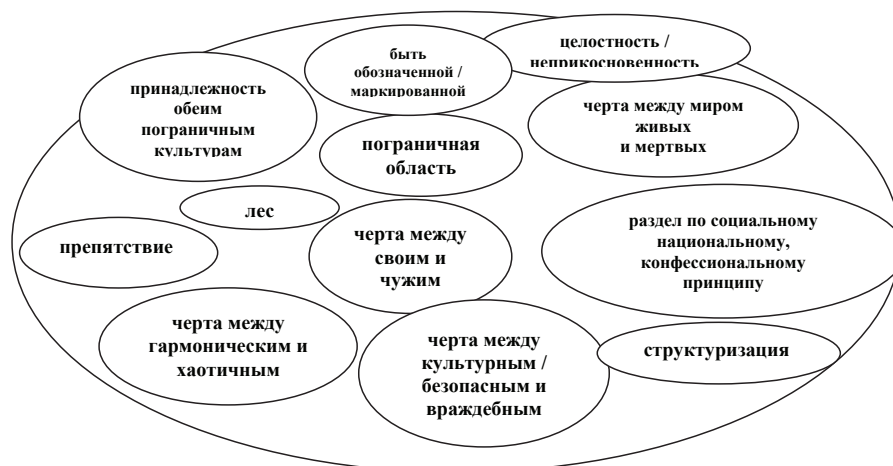 целостность /
неприкосновенность
быть
обозначенной /
маркированной
принадлежность
обеим
пограничным
культурам
черта между миром
живых
и мертвых
пограничная
область
лес
раздел по социальному
национальному,
конфессиональному
принципу
препятствие
черта между
своим и
чужим
черта между
гармоническим и
хаотичным
черта между
культурным /
безопасным и
враждебным
структуризация